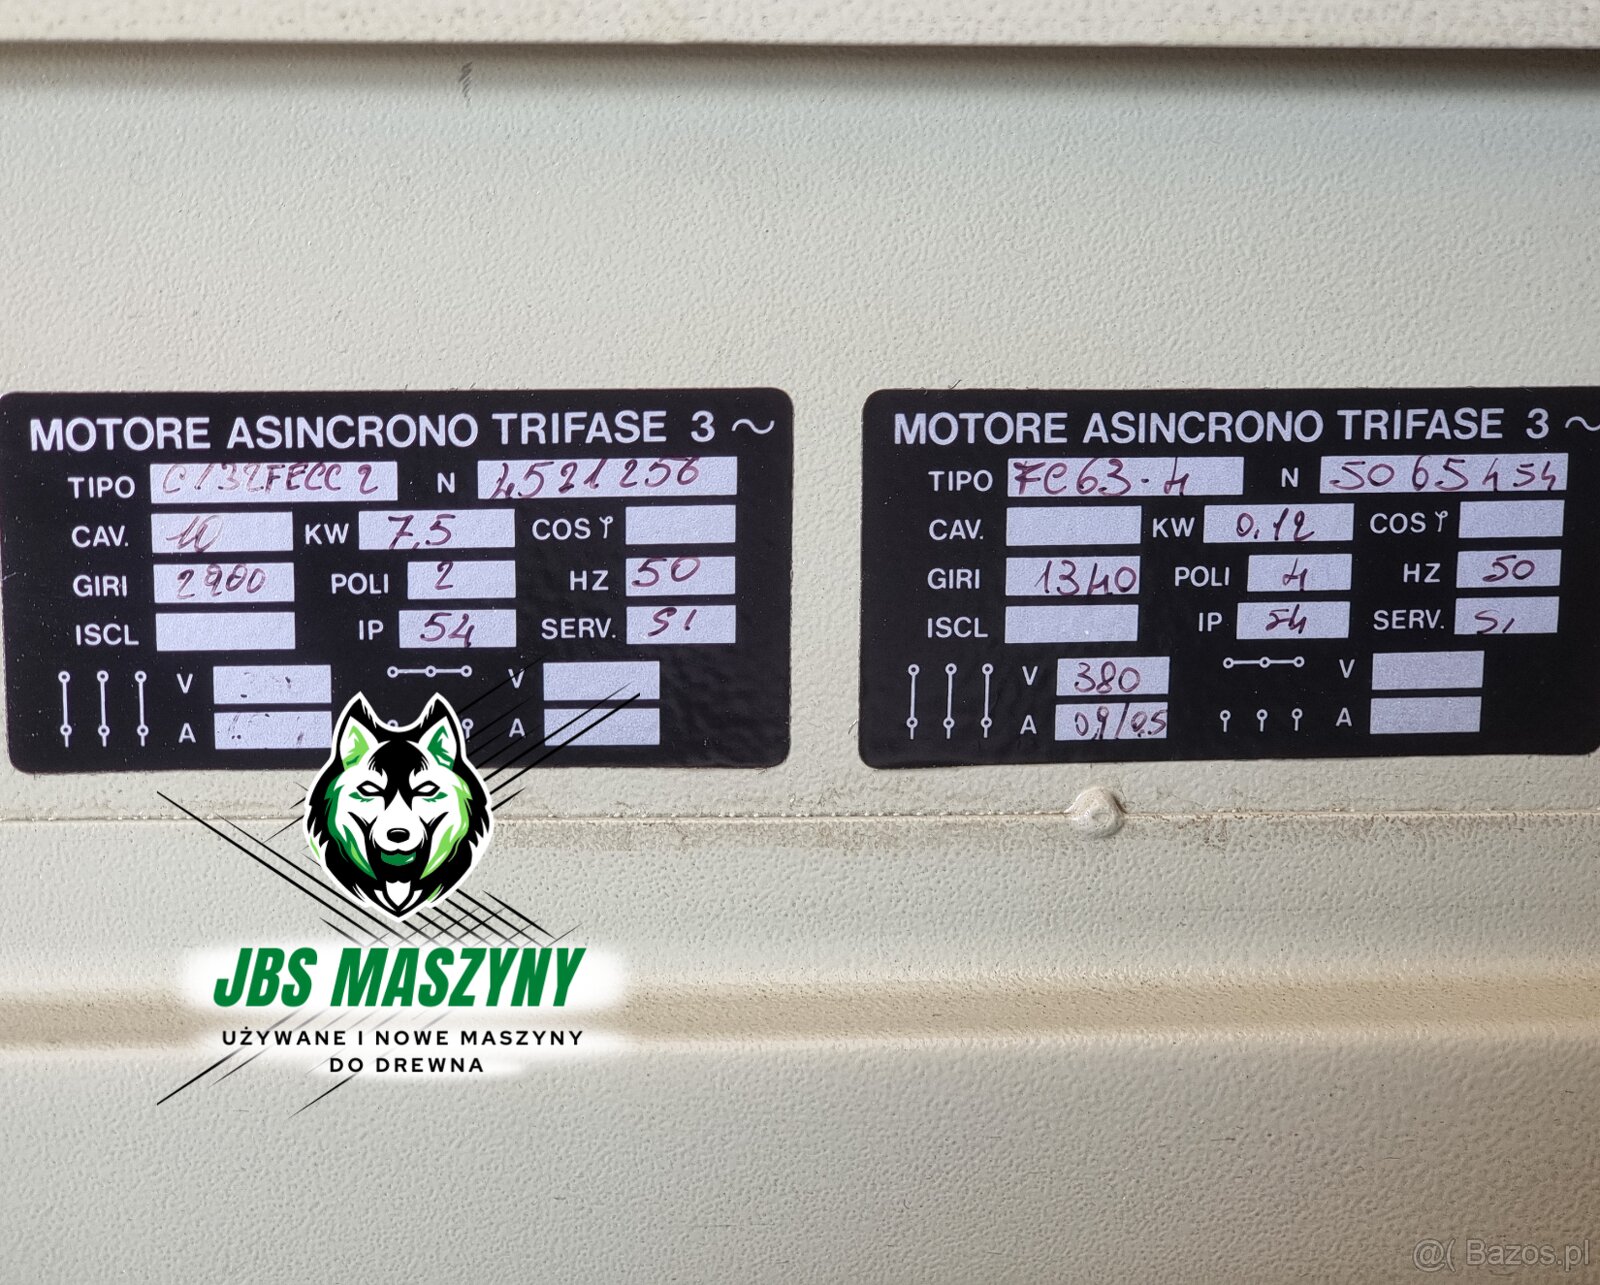 MOTORE ASINCRONO TRIFASE 3 ~
TIPO C132FECC 2 N 4521256
CAV. 10 KW 7,5 COS φ
GIRI 2900 POLI 2 HZ 50
ISCL IP 54 SERV. S1
V V
A A
MOTORE ASINCRONO TRIFASE 3 ~
TIPO FC63-4 N 5065454
CAV. KW 0,12 COS φ
GIRI 1340 POLI 4 HZ 50
ISCL IP 54 SERV. S1
V 380 V
A A
JBS MASZYNY
UŻYWANE I NOWE MASZYNY
DO DREWNA
@( Bazos.pl